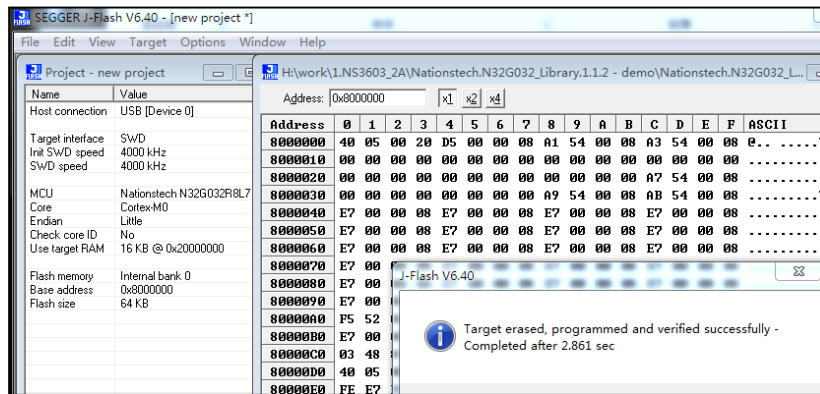 SEGGER J-Flash V6.40 - [new project *]
File Edit View Target Options Window Help
Project - new project
Name Value
Host connection USB [Device 0]
Target interface SWD
Init SWD speed 4000 kHz
SWD speed 4000 kHz
MCU Nationstech N32G032R8L7
Core Cortex-M0
Endian Little
Check core ID No
Use target RAM 16 KB @ 0x20000000
Flash memory Internal bank 0
Base address 0x8000000
Flash size 64 KB
H:\work\1.NS3603_2A\Nationstech.N32G032_Library.1.1.2 - demo\Nationstech.N32G032_L...
Address: 0x8000000 x1 x2 x4
Address 0 1 2 3 4 5 6 7 8 9 A B C D E F ASCII
8000000 40 05 00 20 D5 00 00 08 A1 54 00 08 A3 54 00 08 @.. .....
8000010 00 00 00 00 00 00 00 00 00 00 00 00 00 00 00 00 .........
8000020 00 00 00 00 00 00 00 00 00 00 00 00 A7 54 00 08 .........
8000030 00 00 00 00 00 00 00 00 A9 54 00 08 AB 54 00 08 .........
8000040 E7 00 00 08 E7 00 00 08 E7 00 00 08 E7 00 00 08 .........
8000050 E7 00 00 08 E7 00 00 08 E7 00 00 08 E7 00 00 08 .........
8000060 E7 00 00 08 E7 00 00 08 E7 00 00 08 E7 00 00 08 .........
8000070 E7 00
8000080 E7 00
8000090 E7 00
80000A0 F5 52
80000B0 E7 00
80000C0 03 48
80000D0 40 05
80000E0 FE E7
J-Flash V6.40
Target erased, programmed and verified successfully -
Completed after 2.861 sec